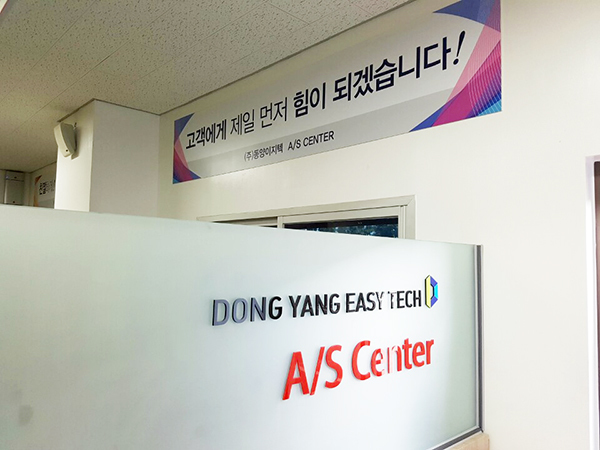 고객에게 제일 먼저 힘이 되겠습니다!
(주)동양이지텍 A/S CENTER
DONG YANG EASY TECH
A/S Center